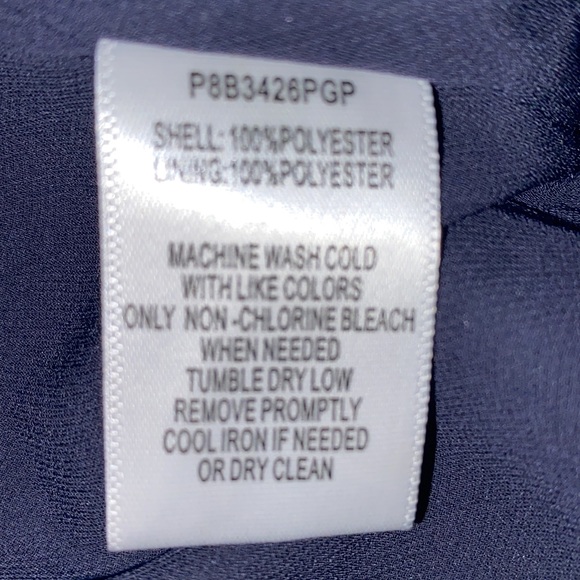 P8B3426PGP
SHELL: 100%POLYESTER
LINING:100%POLYESTER
MACHINE WASH COLD
WITH LIKE COLORS
ONLY NON-CHLORINE BLEACH
WHEN NEEDED
TUMBLE DRY LOW
REMOVE PROMPTLY
COOL IRON IF NEEDED
OR DRY CLEAN